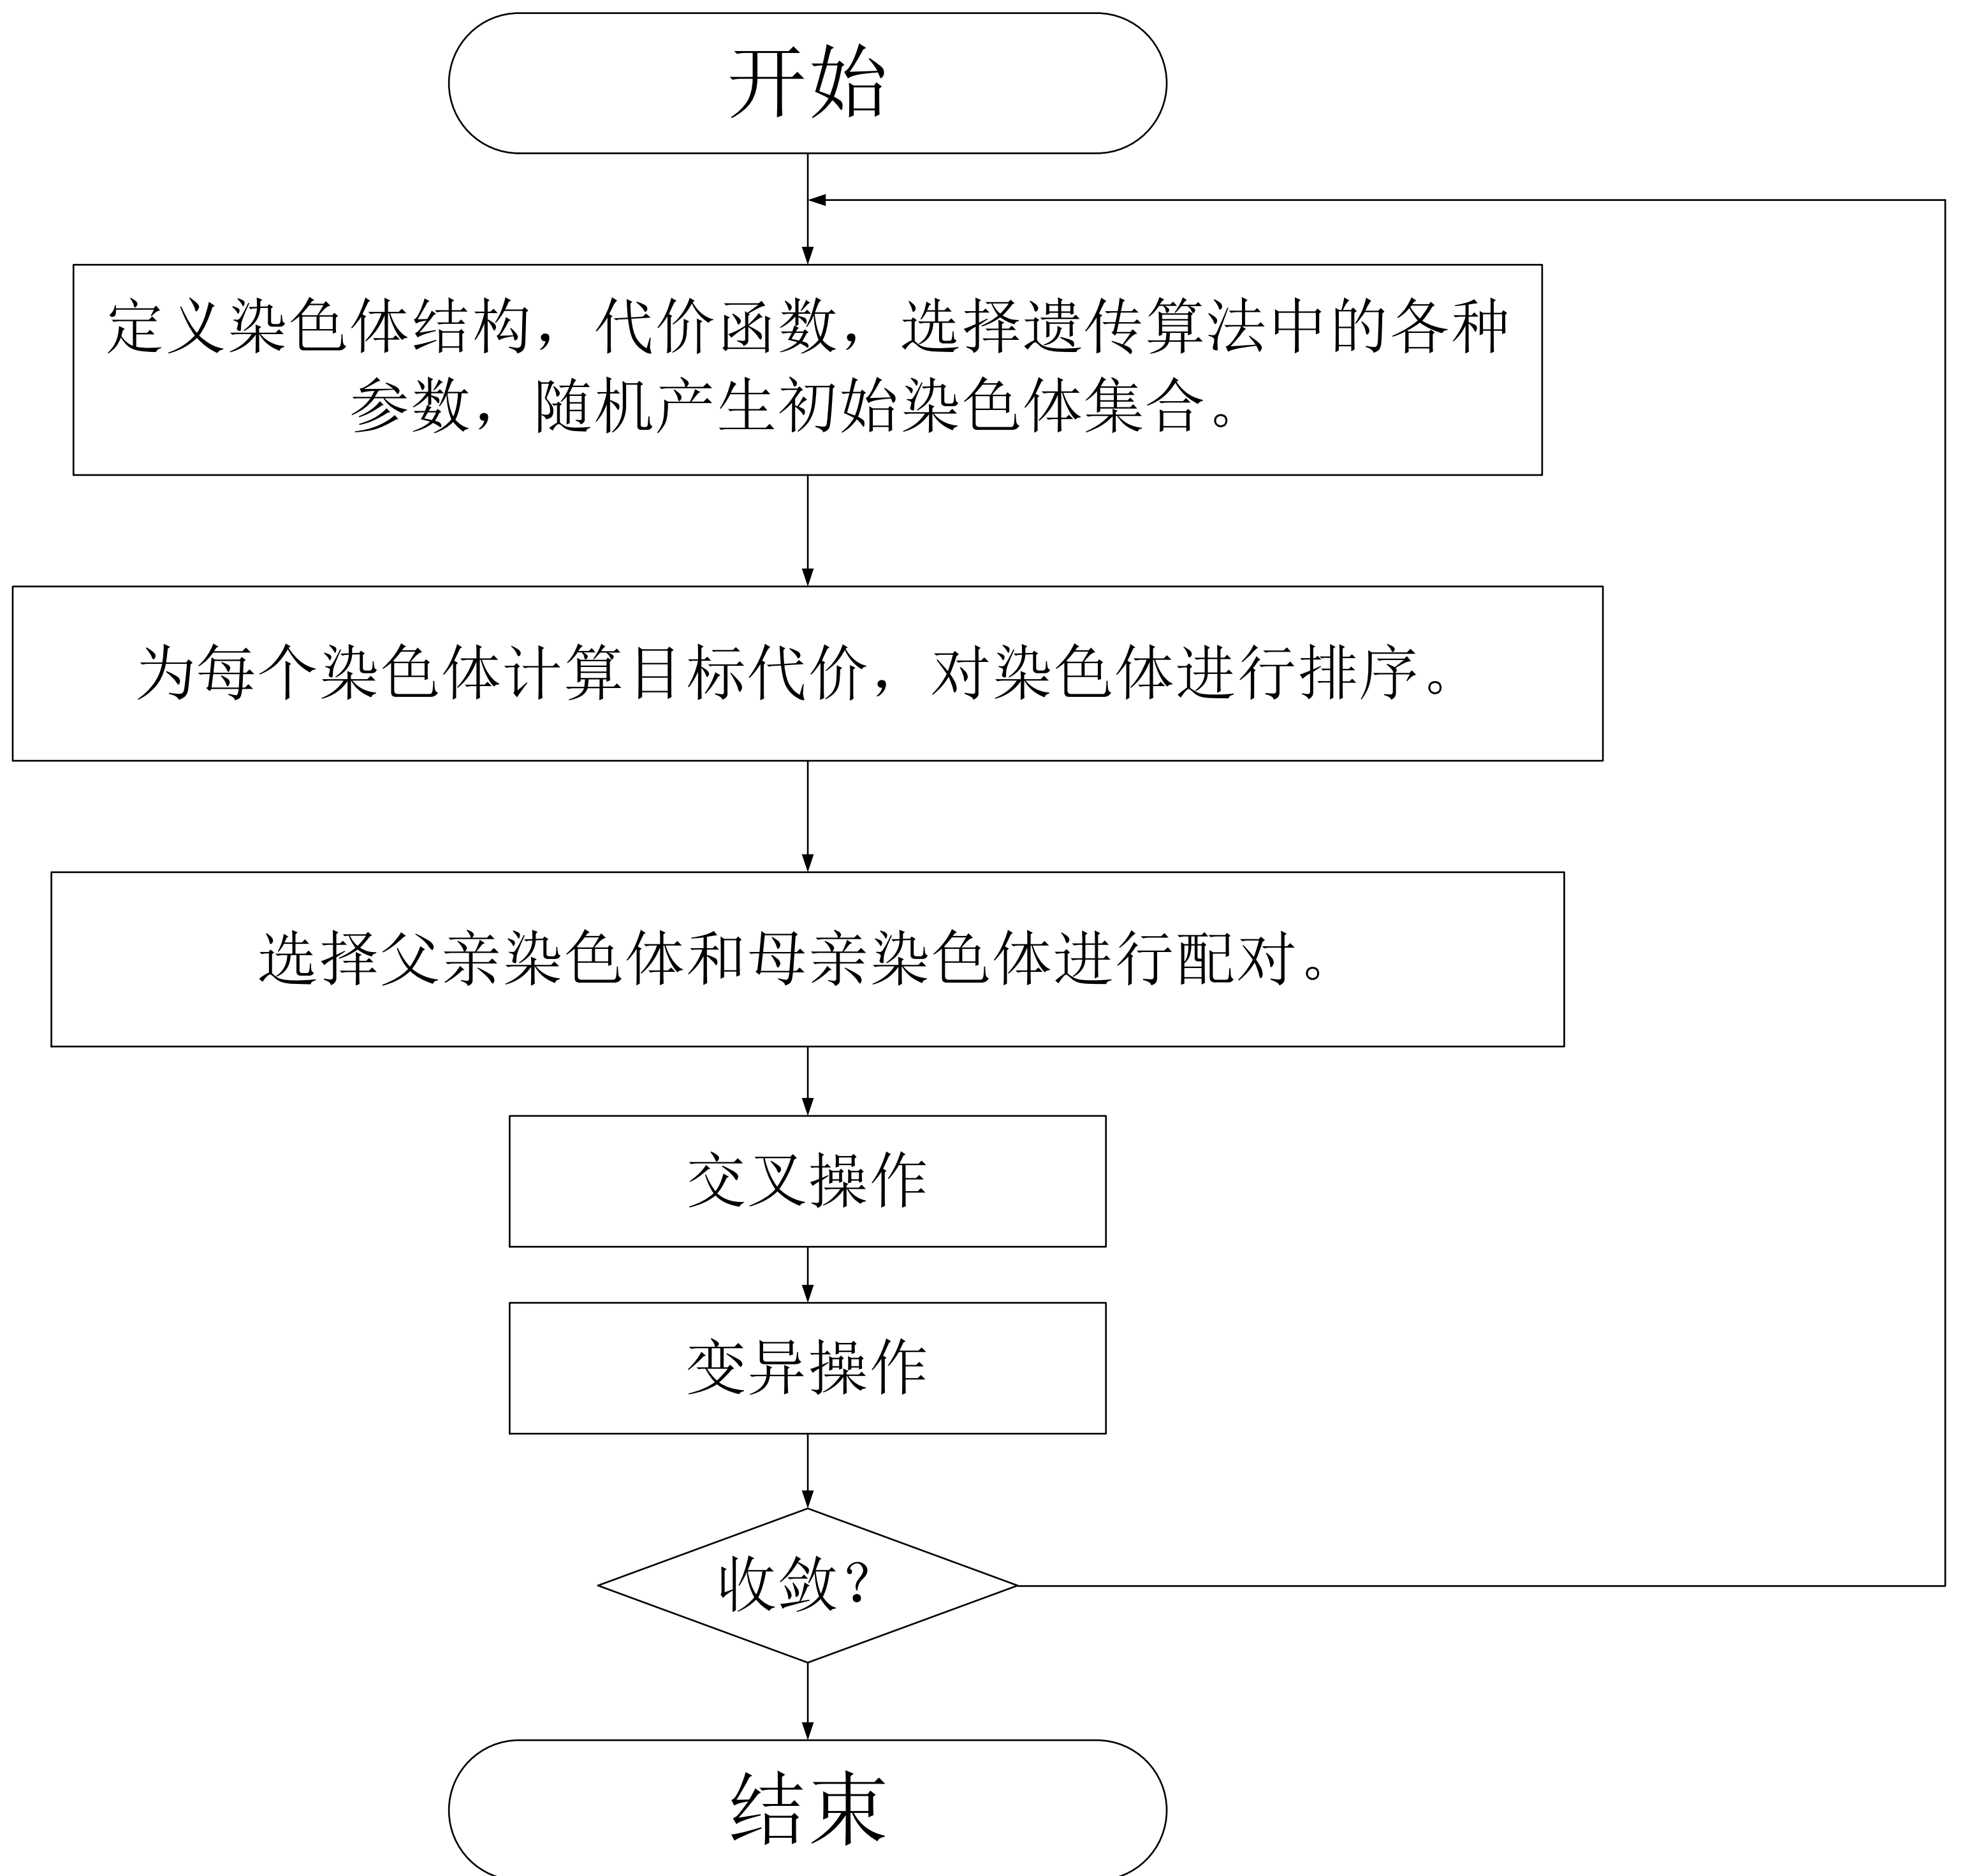 开始
定义染色体结构，代价函数，选择遗传算法中的各种
参数，随机产生初始染色体集合。
为每个染色体计算目标代价，对染色体进行排序。
选择父亲染色体和母亲染色体进行配对。
交叉操作
变异操作
收敛？
结束